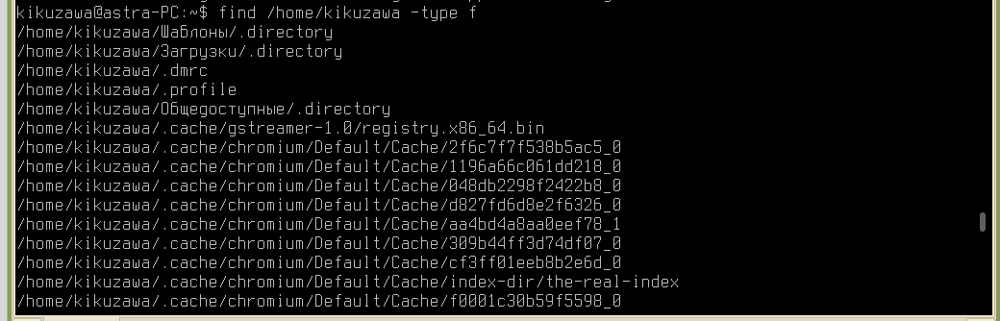 kikuzawa@astra-PC:~$ find /home/kikuzawa -type f
/home/kikuzawa/Шаблоны/.directory
/home/kikuzawa/Загрузки/.directory
/home/kikuzawa/.dmrc
/home/kikuzawa/.profile
/home/kikuzawa/Общедоступные/.directory
/home/kikuzawa/.cache/gstreamer-1.0/registry.x86_64.bin
/home/kikuzawa/.cache/chromium/Default/Cache/2f6c7f7f538b5ac5_0
/home/kikuzawa/.cache/chromium/Default/Cache/1196a66c061dd218_0
/home/kikuzawa/.cache/chromium/Default/Cache/048db2298f2422b8_0
/home/kikuzawa/.cache/chromium/Default/Cache/d827fd6d8e2f6326_0
/home/kikuzawa/.cache/chromium/Default/Cache/aa4bd4a8aa0eef78_1
/home/kikuzawa/.cache/chromium/Default/Cache/309b44ff3d74df07_0
/home/kikuzawa/.cache/chromium/Default/Cache/cf3ff01eeb8b2e6d_0
/home/kikuzawa/.cache/chromium/Default/Cache/index-dir/the-real-index
/home/kikuzawa/.cache/chromium/Default/Cache/f0001c30b59f5598_0